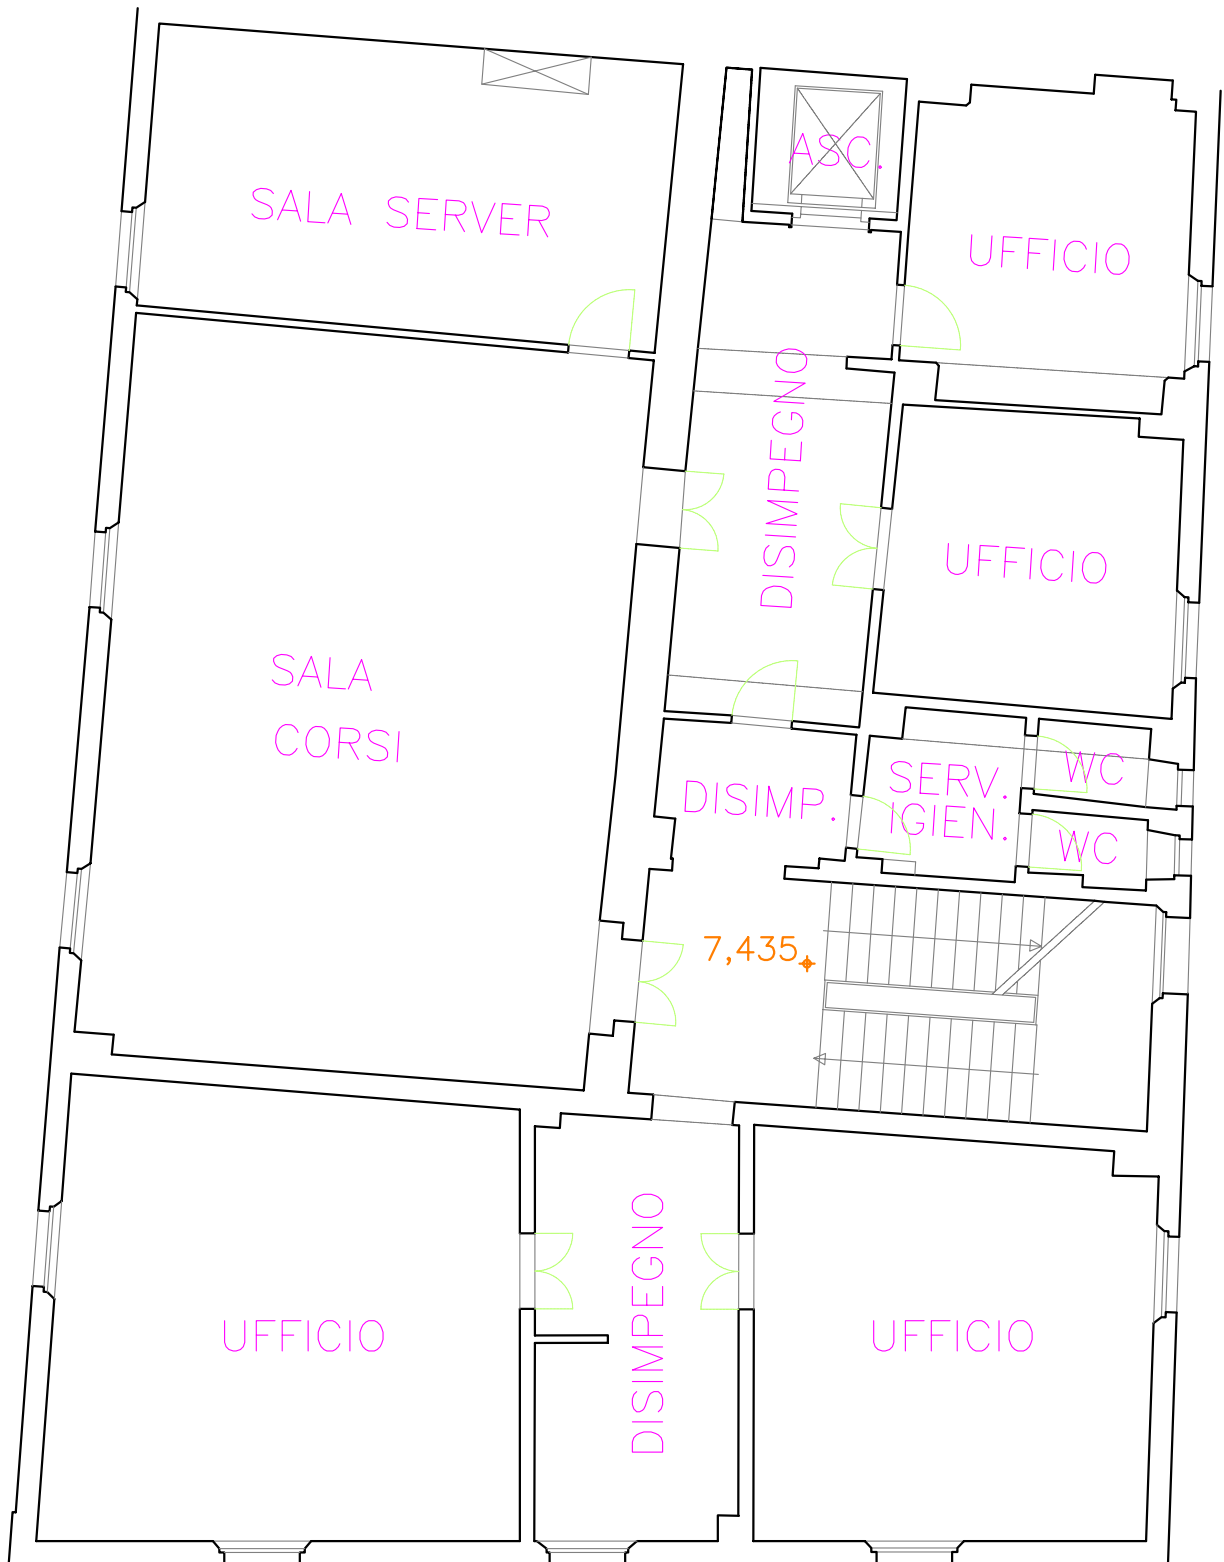 ASC.
SALA SERVER
UFFICIO
DISIMPEGNO
UFFICIO
SALA
CORSI
WC
SERV.
IGIEN.
DISIMP.
WC
7,435
DISIMPEGNO
UFFICIO
UFFICIO